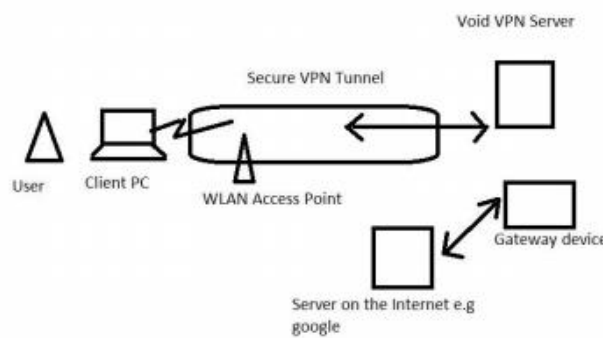 Void VPN Server
Secure VPN Tunnel
User
Client PC
WLAN Access Point
Gateway device
Server on the Internet e.g
google